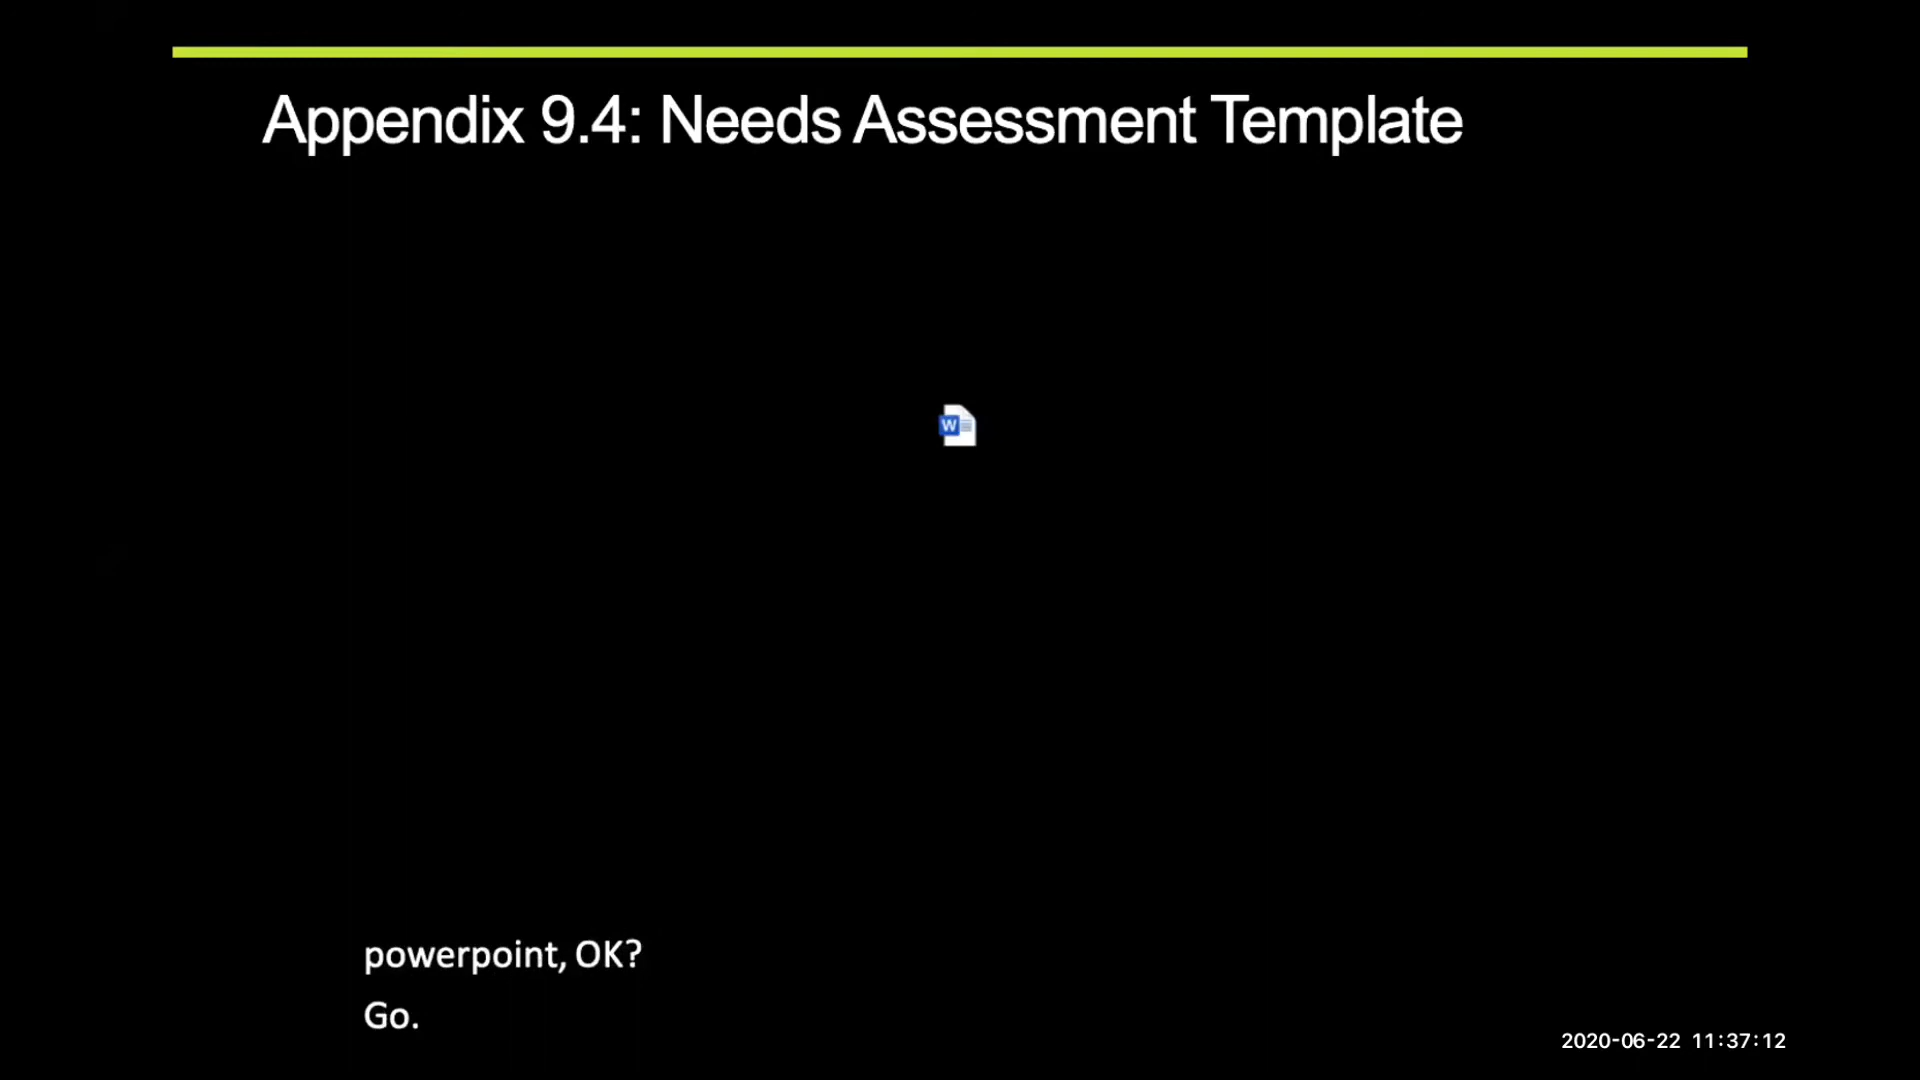 Appendix 9.4: Needs Assessment Template
W
powerpoint, OK?
Go.
2020-06-22 11:37:12